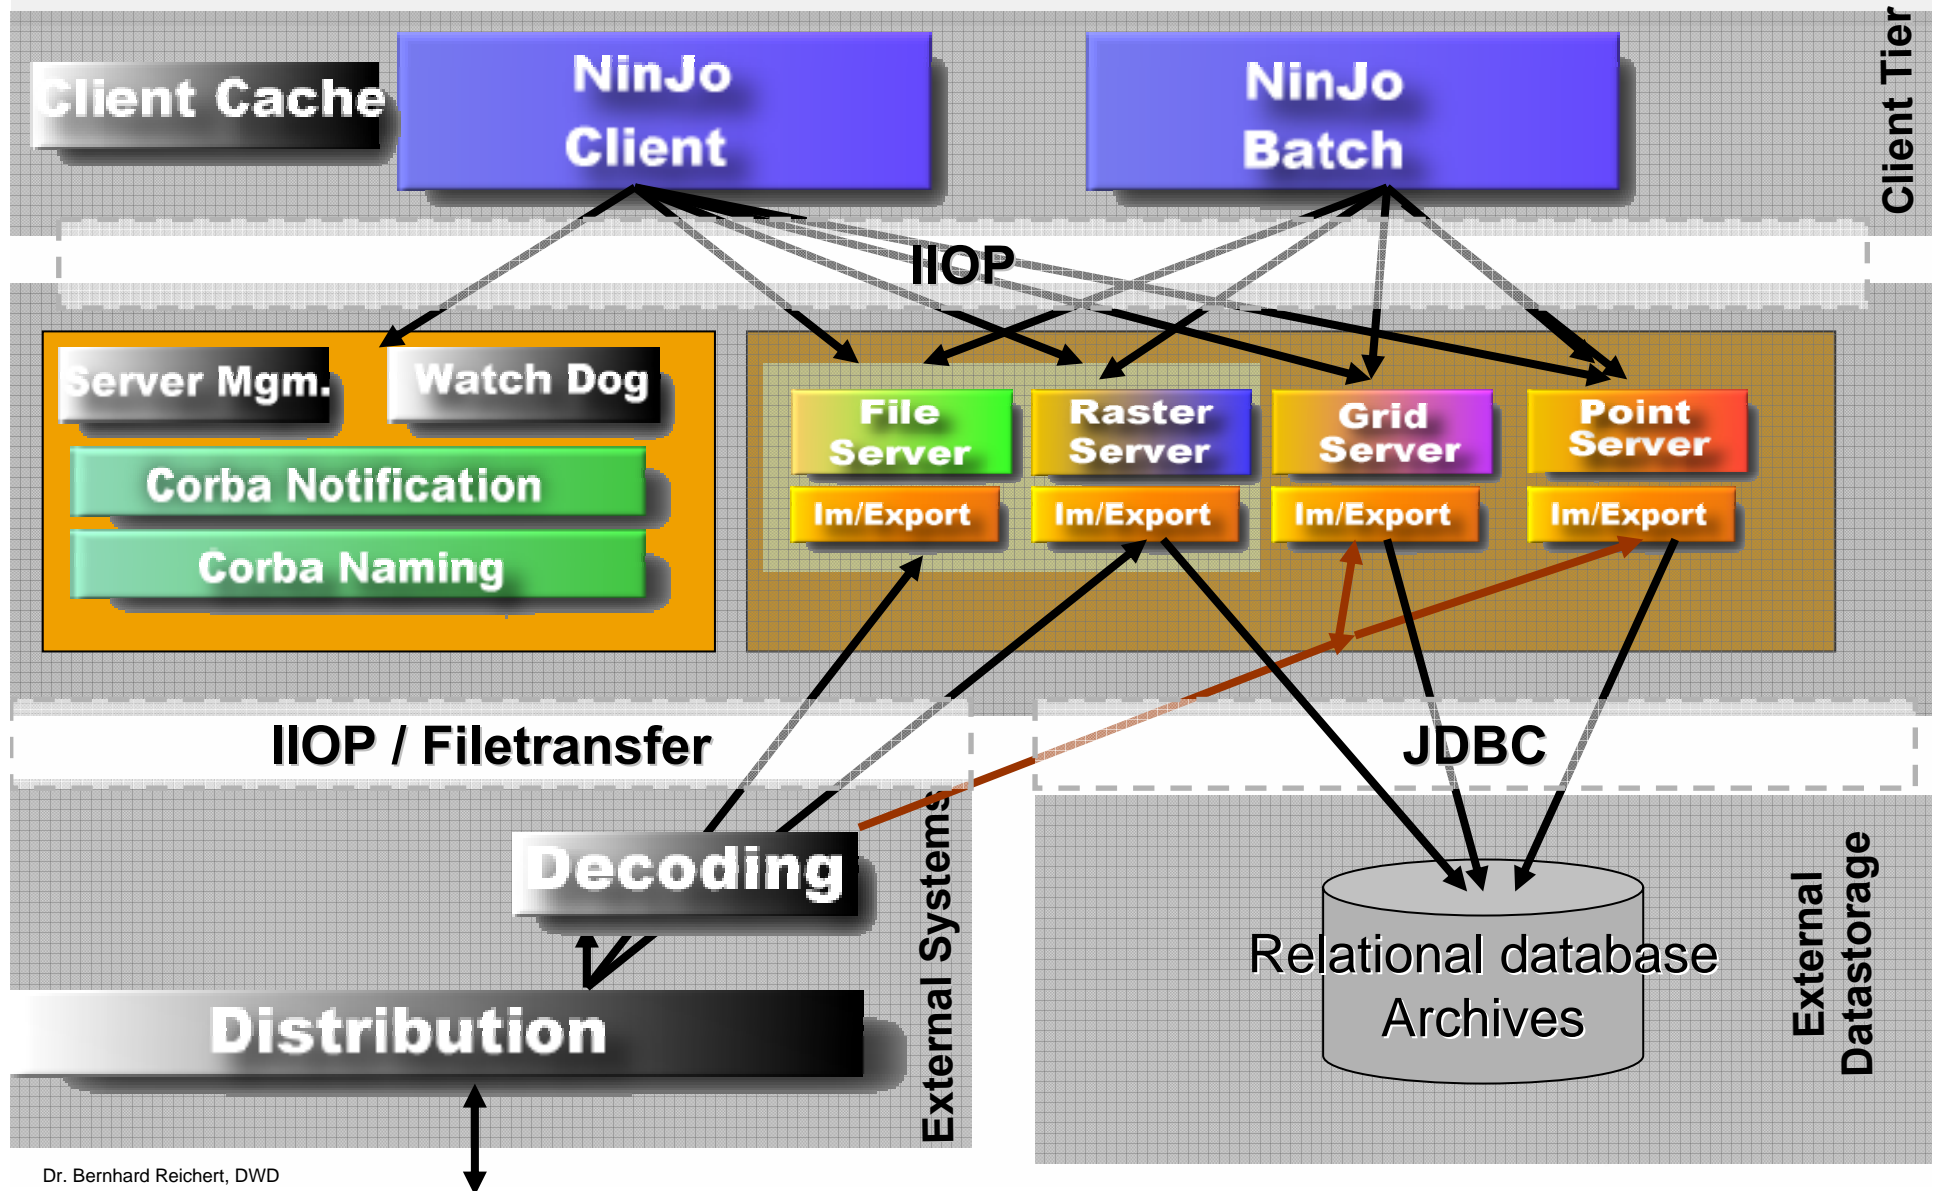 Client Tier
Client Cache
NinJo
Client
NinJo
Batch
IIOP
Server Mgm.
Watch Dog
Corba Notification
Corba Naming
File
Server
Raster
Server
Grid
Server
Point
Server
Im/Export
Im/Export
Im/Export
Im/Export
IIOP / Filetransfer
JDBC
Decoding
Distribution
External Systems
Relational database
Archives
External
Datastorage
Dr. Bernhard Reichert, DWD